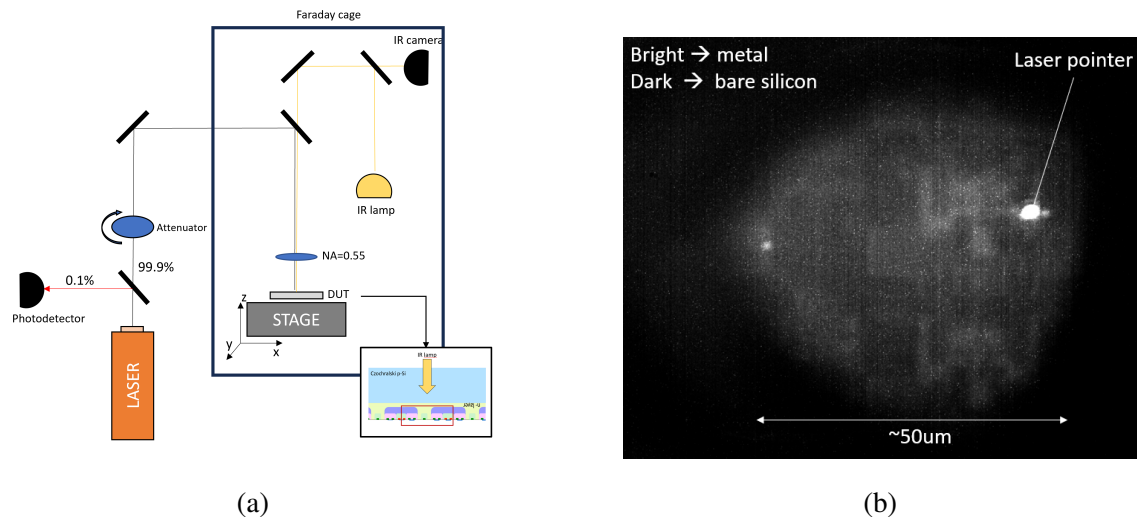 Faraday cage
IR camera
IR lamp
Attenuator
99.9%
0.1%
Photodetector
NA=0.55
DUT
STAGE
z
y
x
LASER
IR lamp
Czochralski p-Si
(a)
Bright → metal
Dark → bare silicon
Laser pointer
~50um
(b)